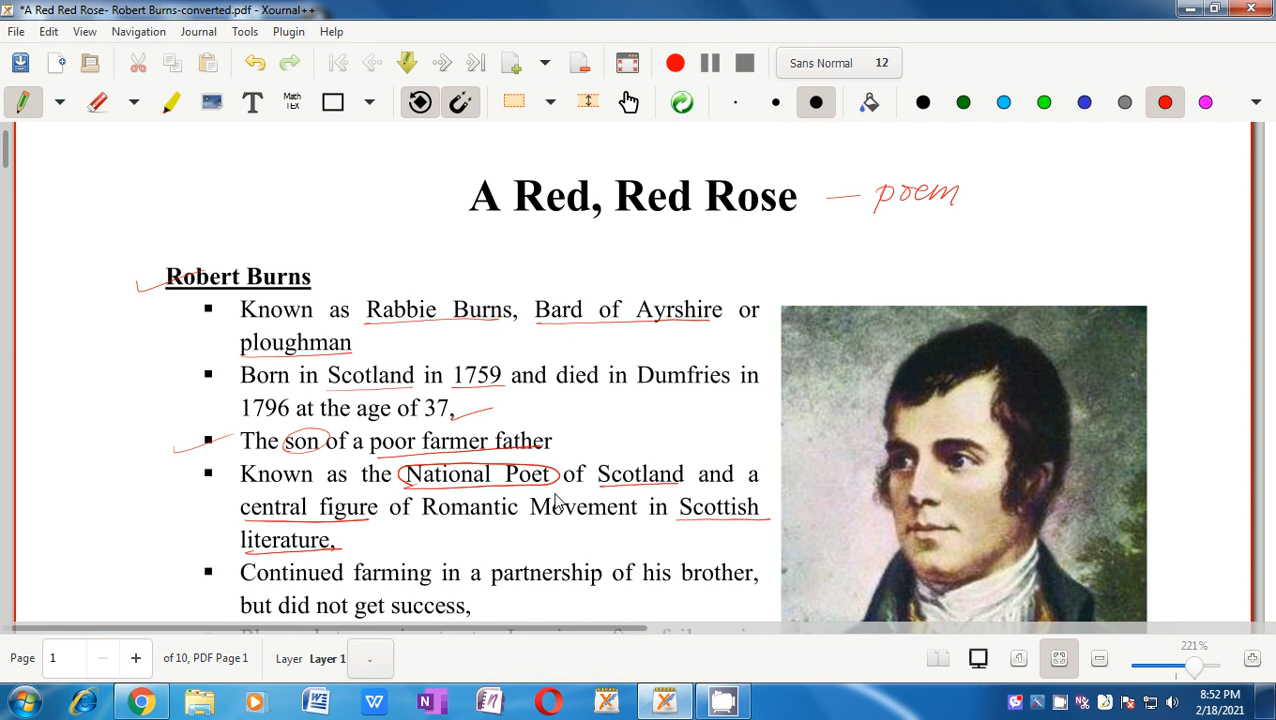 *A Red Red Rose- Robert Burns-converted.pdf - Xournal++
File Edit View Navigation Journal Tools Plugin Help
Sans Normal 12
T Math TEX
A Red, Red Rose — poem
Robert Burns
▪ Known as Rabbie Burns, Bard of Ayrshire or
ploughman
▪ Born in Scotland in 1759 and died in Dumfries in
1796 at the age of 37,
▪ The son of a poor farmer father
▪ Known as the National Poet of Scotland and a
central figure of Romantic Movement in Scottish
literature,
▪ Continued farming in a partnership of his brother,
but did not get success,
221%
Page 1 of 10, PDF Page 1 Layer Layer 1
8:52 PM
2/18/2021